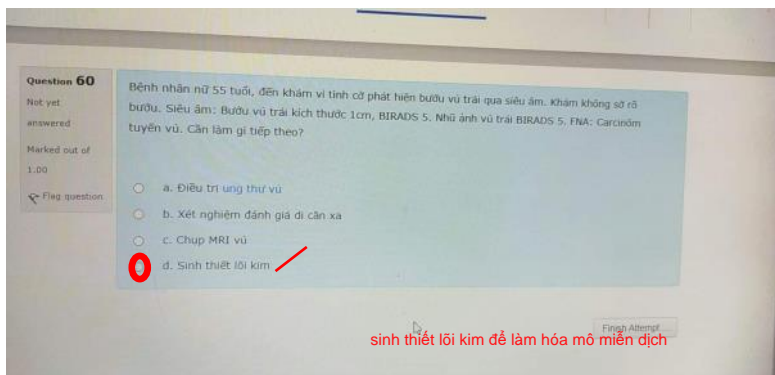 Question 60
Not yet
answered
Marked out of
1.00
Flag question
Bệnh nhân nữ 55 tuổi, đến khám vì tình cờ phát hiện bướu vú trái qua siêu âm. Khám không sờ rõ
bướu. Siêu âm: Bướu vú trái kích thước 1cm, BIRADS 5. Nhũ ảnh vú trái BIRADS 5. FNA: Carcinôm
tuyến vú. Cần làm gì tiếp theo?
a. Điều trị ung thư vú
b. Xét nghiệm đánh giá di căn xa
c. Chụp MRI vú
d. Sinh thiết lõi kim
Finish Attempt ...
sinh thiết lõi kim để làm hóa mô miễn dịch